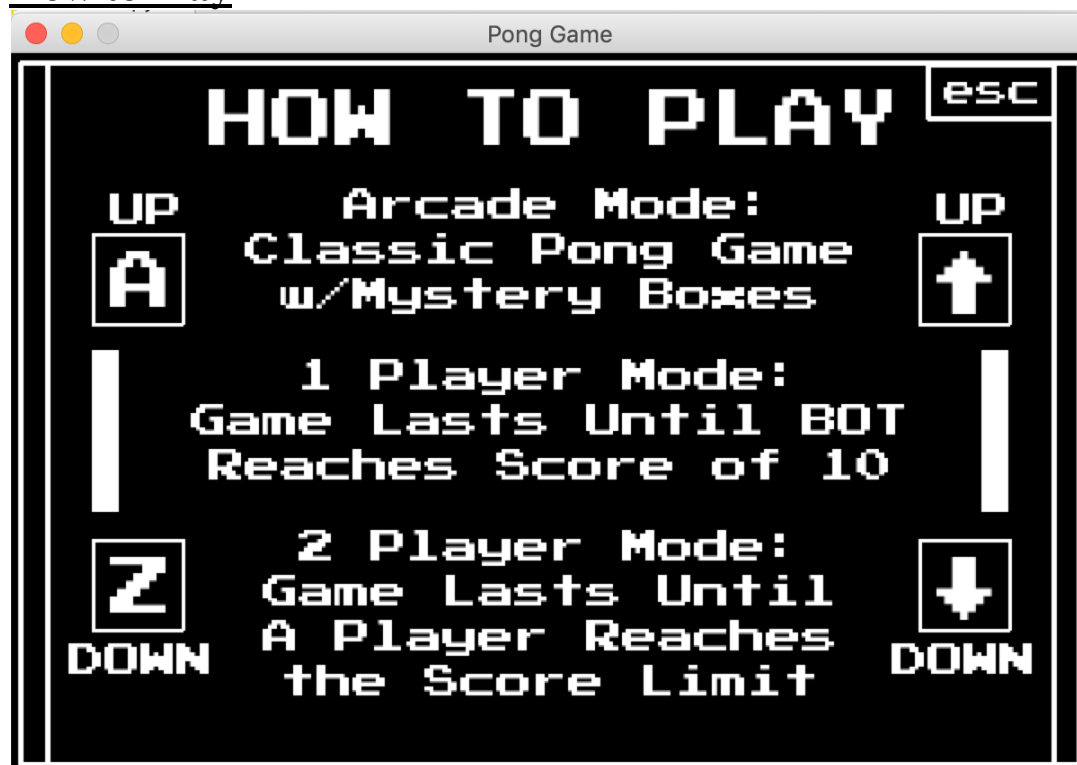 Pong Game
esc
HOW TO PLAY
UP
A
Z
DOWN
Arcade Mode:
Classic Pong Game
w/Mystery Boxes
1 Player Mode:
Game Lasts Until BOT
Reaches Score of 10
2 Player Mode:
Game Lasts Until
A Player Reaches
the Score Limit
UP
DOWN